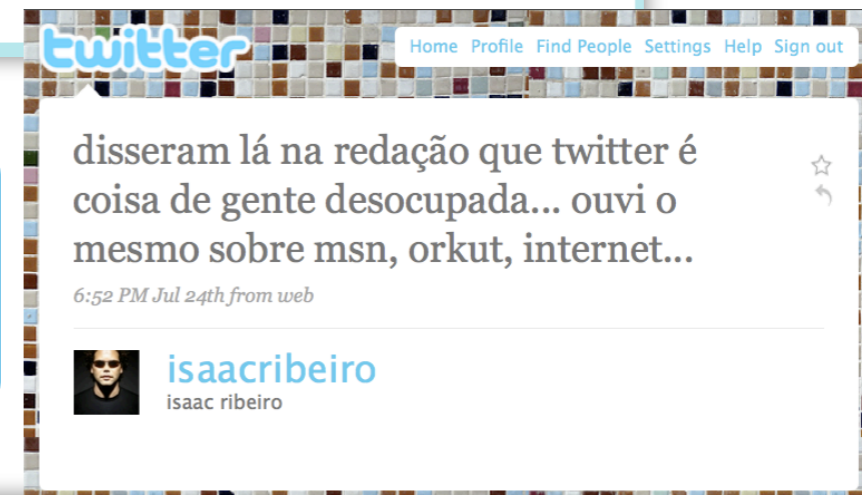 twitter
Home Profile Find People Settings Help Sign out
disseram lá na redação que twitter é
coisa de gente desocupada... ouvi o
mesmo sobre msn, orkut, internet...
6:52 PM Jul 24th from web
isaacribeiro
isaac ribeiro